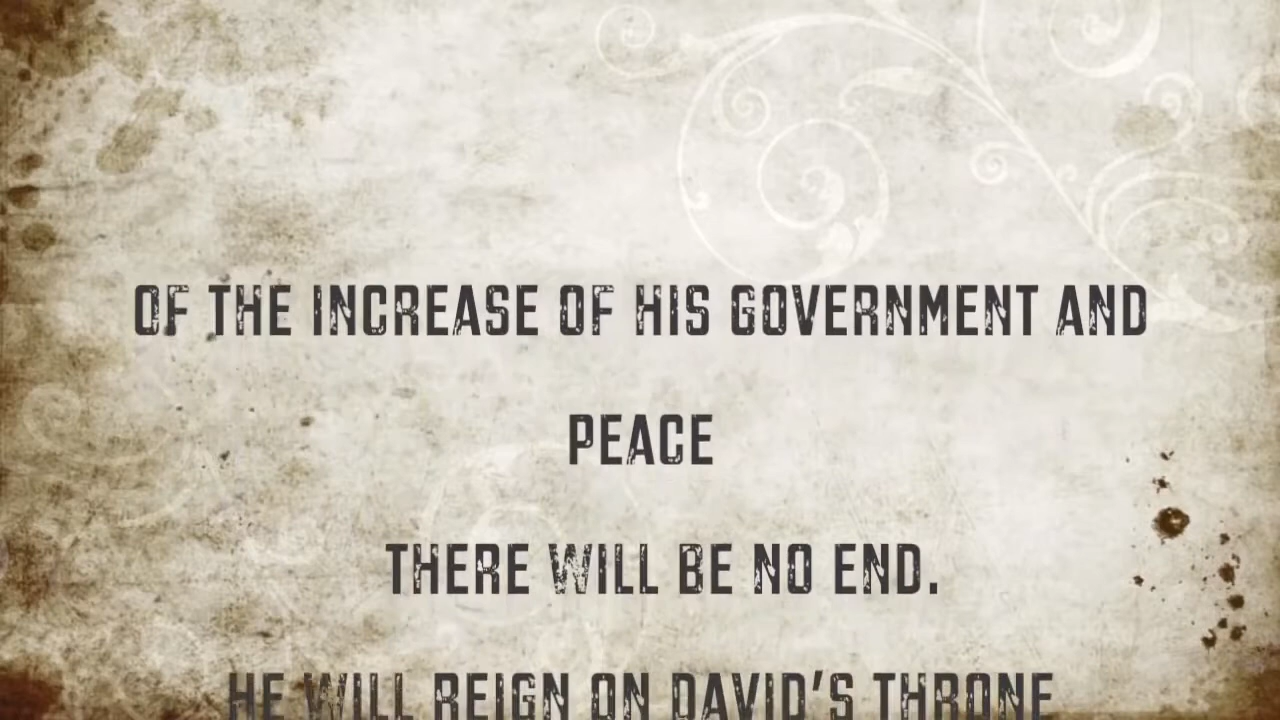 OF THE INCREASE OF HIS GOVERNMENT AND
PEACE
THERE WILL BE NO END.
HE WILL REIGN ON DAVID'S THRONE